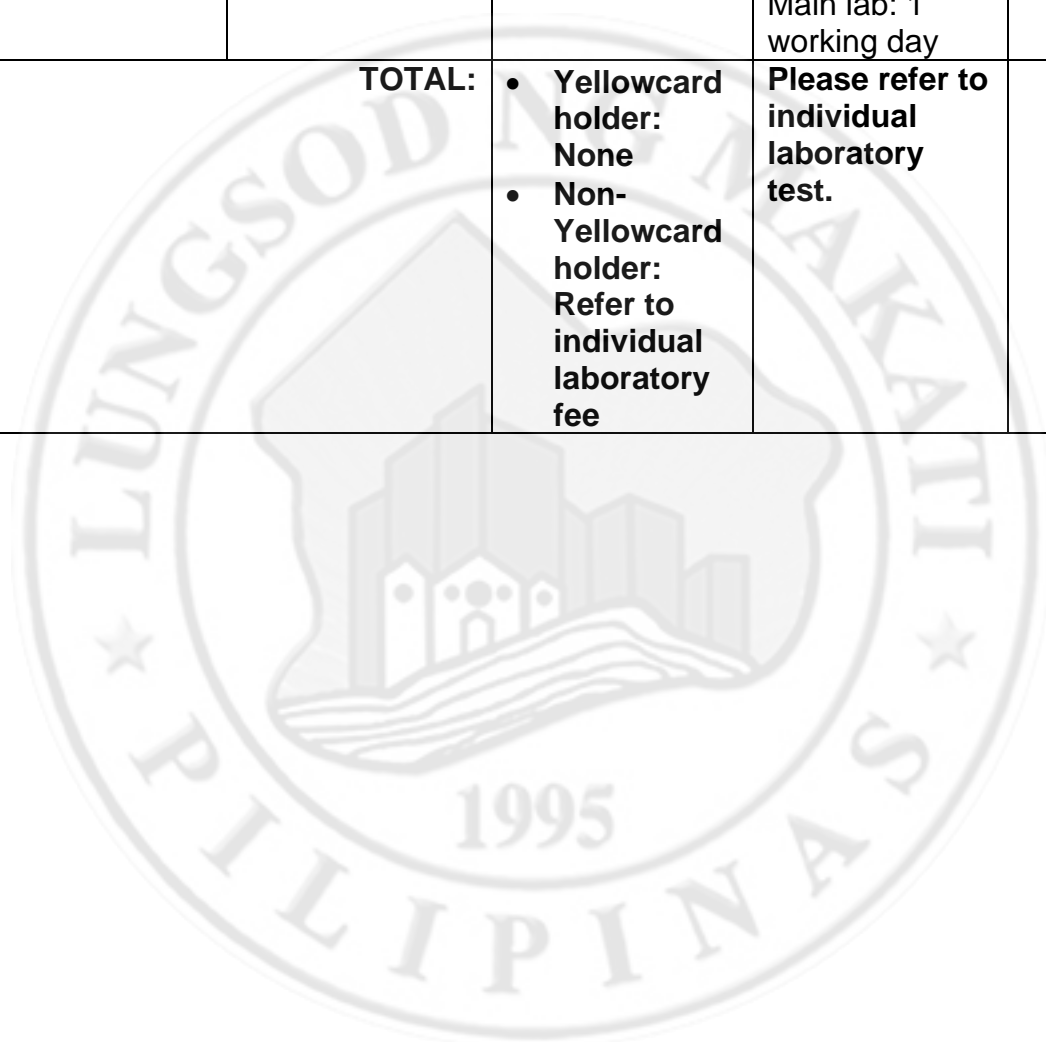 Main lab: 1
working day
TOTAL:
• Yellowcard
holder:
None
• Non-
Yellowcard
holder:
Refer to
individual
laboratory
fee
Please refer to
individual
laboratory
test.
LUNGSOD NG MAKATI
1995
★ PILIPINAS ★